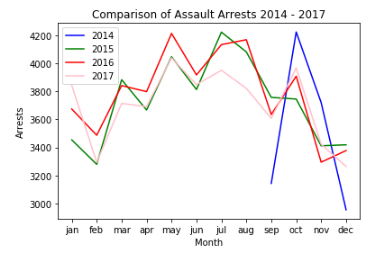 Comparison of Assault Arrests 2014 - 2017
2014
2015
2016
2017
4200
4000
3800
3600
3400
3200
3000
Arrests
jan feb mar apr may jun jul aug sep oct nov dec
Month